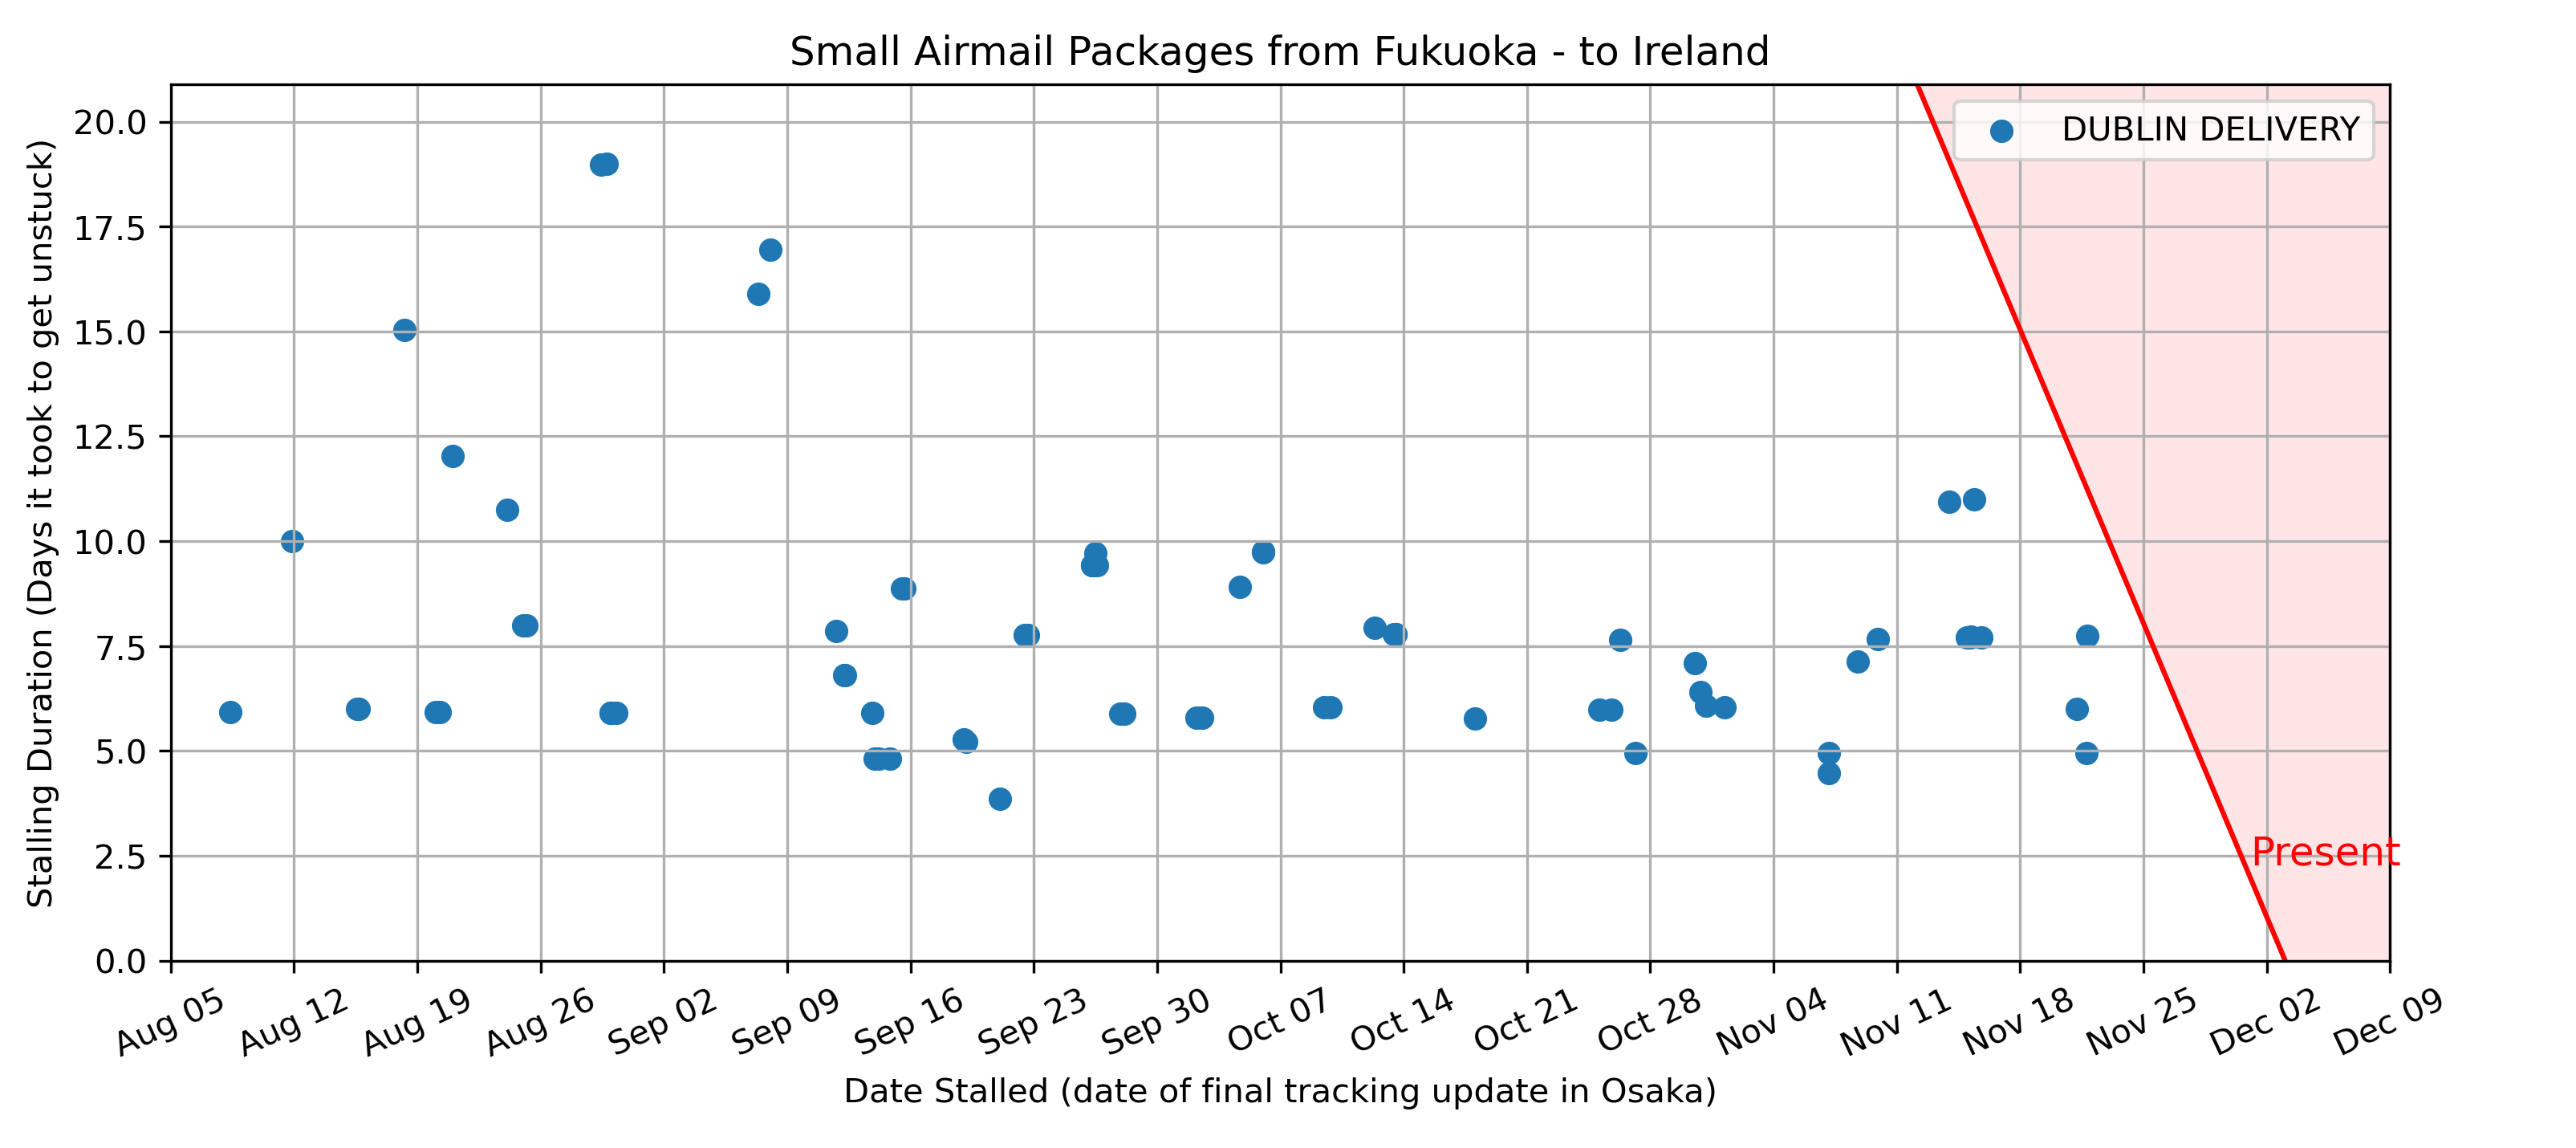 Small Airmail Packages from Fukuoka - to Ireland
DUBLIN DELIVERY
Stalling Duration (Days it took to get unstuck)
20.0
17.5
15.0
12.5
10.0
7.5
5.0
2.5
0.0
Present
Aug 05
Aug 12
Aug 19
Aug 26
Sep 02
Sep 09
Sep 16
Sep 23
Sep 30
Oct 07
Oct 14
Oct 21
Oct 28
Nov 04
Nov 11
Nov 18
Nov 25
Dec 02
Dec 09
Date Stalled (date of final tracking update in Osaka)